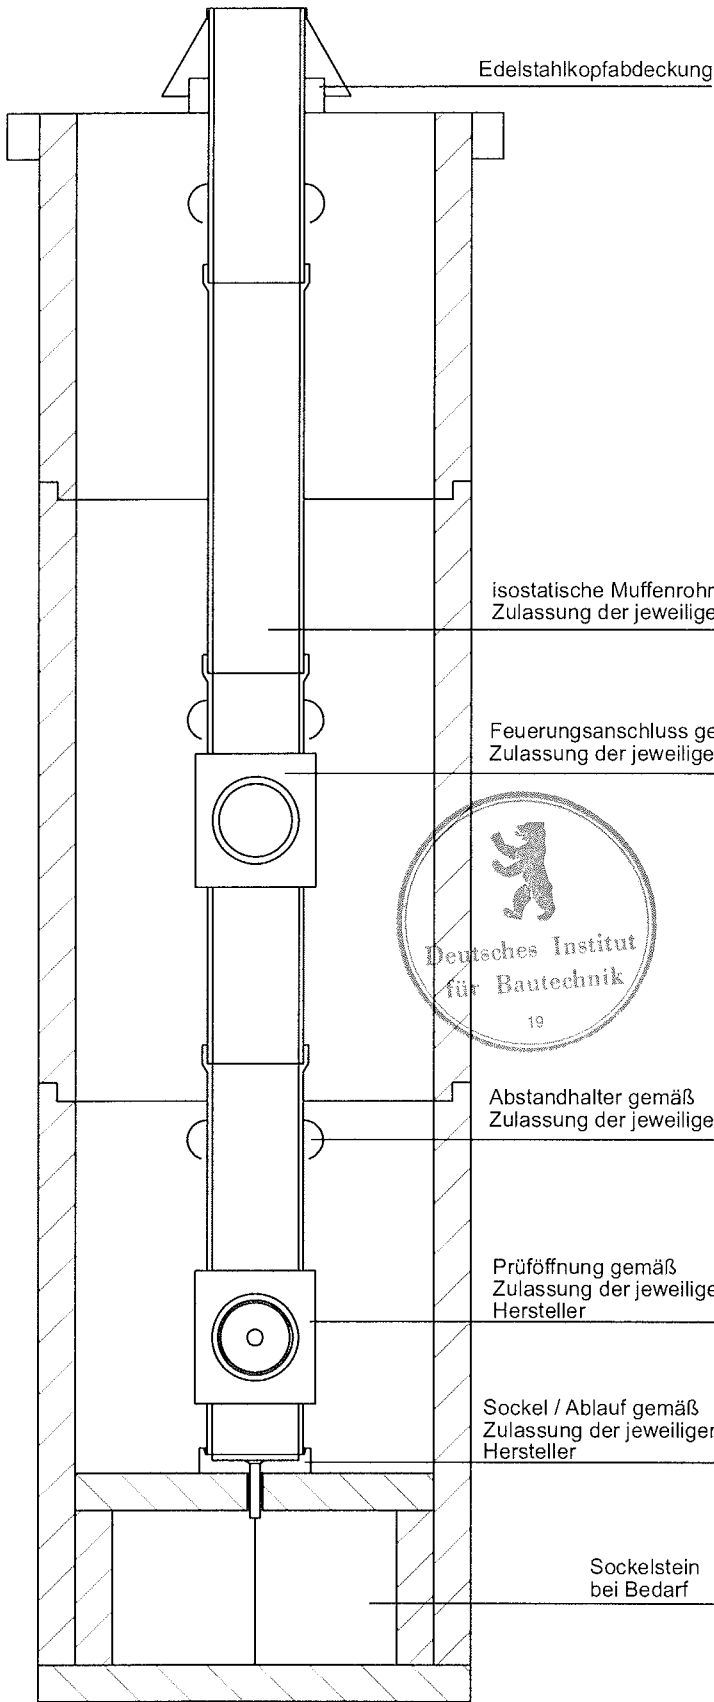 Edelstahlkopfabdeckung
isostatische Muffenrohr
Zulassung der jeweilige
Feuerungsanschluss ge
Zulassung der jeweilige
Deutsches Institut
für Bautechnik
19
Abstandhalter gemäß
Zulassung der jeweilige
Prüföffnung gemäß
Zulassung der jeweilige
Hersteller
Sockel / Ablauf gemäß
Zulassung der jeweiliger
Hersteller
Sockelstein
bei Bedarf